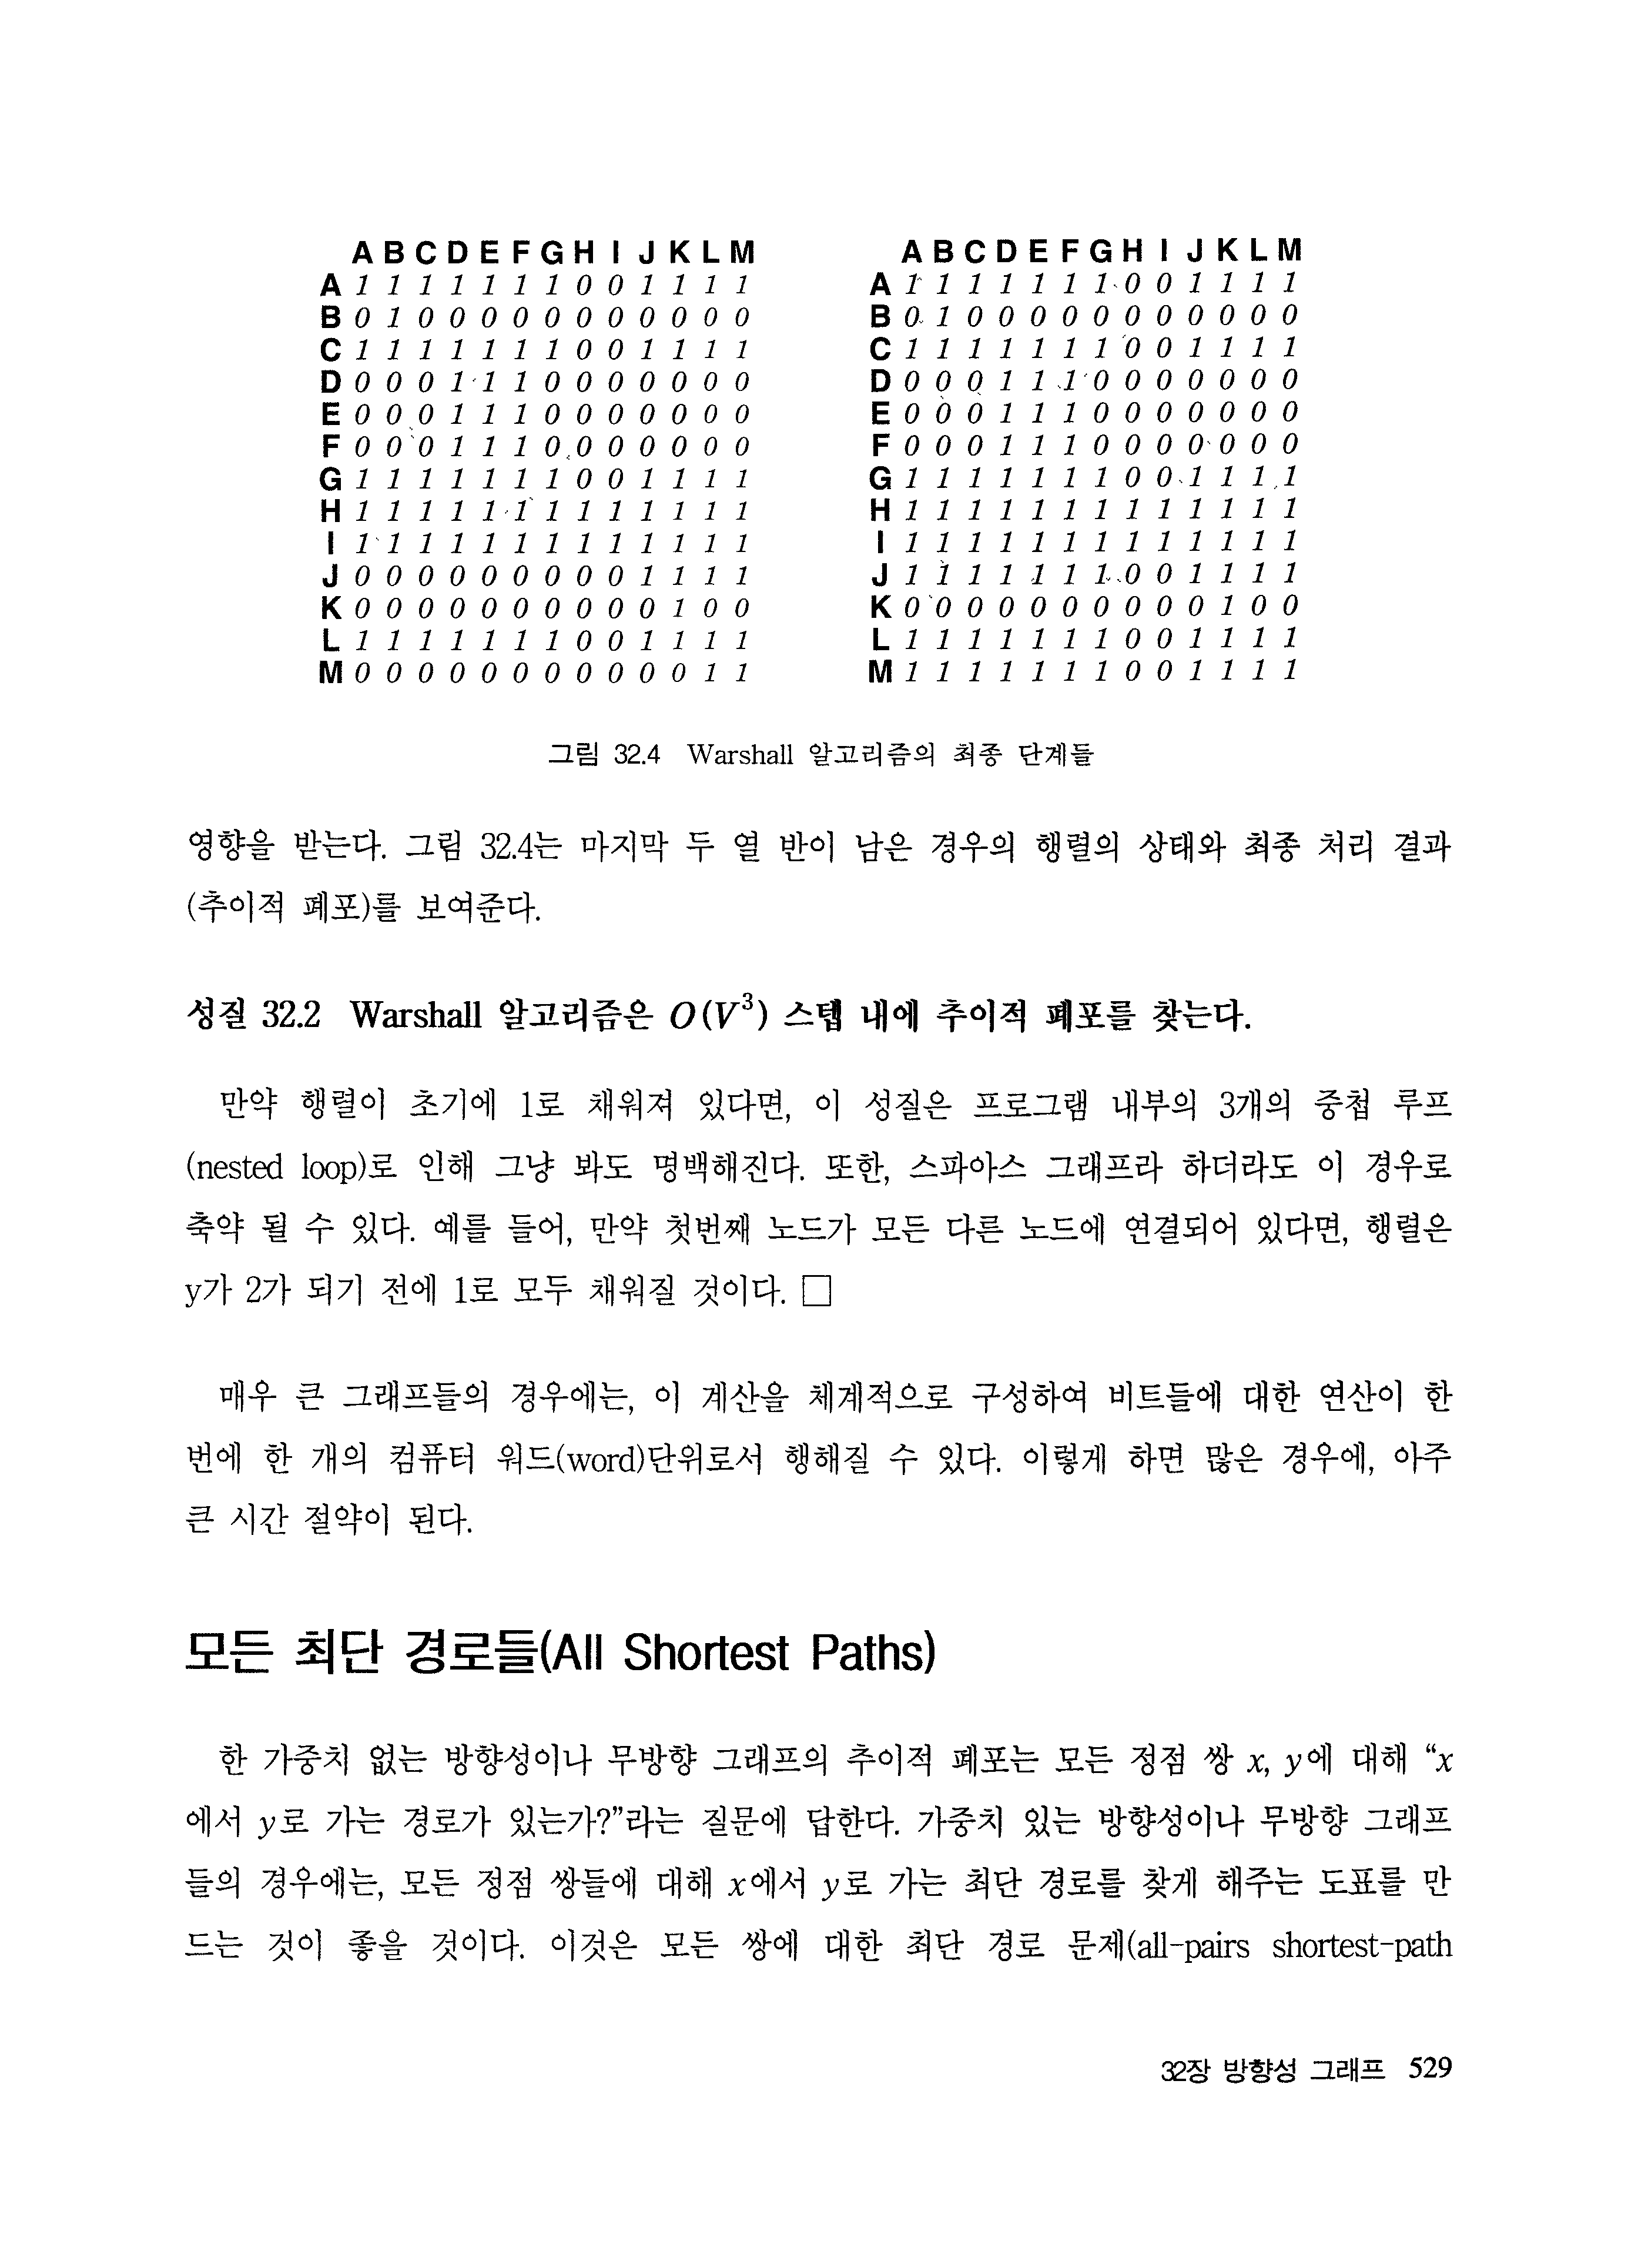 A B C D E F G H I J K L M
A 1 1 1 1 1 1 1 0 0 1 1 1 1
B 0 1 0 0 0 0 0 0 0 0 0 0 0
C 1 1 1 1 1 1 1 0 0 1 1 1 1
D 0 0 0 1 1 1 0 0 0 0 0 0 0
E 0 0 0 1 1 1 0 0 0 0 0 0 0
F 0 0 0 1 1 1 0 0 0 0 0 0 0
G 1 1 1 1 1 1 1 0 0 1 1 1 1
H 1 1 1 1 1 1 1 1 1 1 1 1 1
I 1 1 1 1 1 1 1 1 1 1 1 1 1
J 0 0 0 0 0 0 0 0 0 1 1 1 1
K 0 0 0 0 0 0 0 0 0 0 1 0 0
L 1 1 1 1 1 1 1 0 0 1 1 1 1
M 0 0 0 0 0 0 0 0 0 0 0 1 1
A B C D E F G H I J K L M
A 1 1 1 1 1 1 1 0 0 1 1 1 1
B 0 1 0 0 0 0 0 0 0 0 0 0 0
C 1 1 1 1 1 1 1 0 0 1 1 1 1
D 0 0 0 1 1 1 0 0 0 0 0 0 0
E 0 0 0 1 1 1 0 0 0 0 0 0 0
F 0 0 0 1 1 1 0 0 0 0 0 0 0
G 1 1 1 1 1 1 1 0 0 1 1 1 1
H 1 1 1 1 1 1 1 1 1 1 1 1 1
I 1 1 1 1 1 1 1 1 1 1 1 1 1
J 1 1 1 1 1 1 1 0 0 1 1 1 1
K 0 0 0 0 0 0 0 0 0 0 1 0 0
L 1 1 1 1 1 1 1 0 0 1 1 1 1
M 1 1 1 1 1 1 1 0 0 1 1 1 1
그림 32.4 Warshall 알고리즘의 최종 단계들
영향을 받는다. 그림 32.4는 마지막 두 열 반이 남은 경우의 행렬의 상태와 최종 처리 결과
(추이적 폐포)를 보여준다.
성질 32.2 Warshall 알고리즘은 O(V³) 스텝 내에 추이적 폐포를 찾는다.
만약 행렬이 초기에 1로 채워져 있다면, 이 성질은 프로그램 내부의 3개의 중첩 루프
(nested loop)로 인해 그냥 봐도 명백해진다. 또한, 스파아스 그래프라 하더라도 이 경우로
축약 될 수 있다. 예를 들어, 만약 첫번째 노드가 모든 다른 노드에 연결되어 있다면, 행렬은
y가 2가 되기 전에 1로 모두 채워질 것이다. □
매우 큰 그래프들의 경우에는, 이 계산을 체계적으로 구성하여 비트들에 대한 연산이 한
번에 한 개의 컴퓨터 워드(word)단위로서 행해질 수 있다. 이렇게 하면 많은 경우에, 아주
큰 시간 절약이 된다.
모든 최단 경로들(All Shortest Paths)
한 가중치 없는 방향성이나 무방향 그래프의 추이적 폐포는 모든 정점 쌍 x, y에 대해 “x
에서 y로 가는 경로가 있는가?”라는 질문에 답한다. 가중치 있는 방향성이나 무방향 그래프
들의 경우에는, 모든 정점 쌍들에 대해 x에서 y로 가는 최단 경로를 찾게 해주는 도표를 만
드는 것이 좋을 것이다. 이것은 모든 쌍에 대한 최단 경로 문제(all-pairs shortest-path
32장 방향성 그래프 529